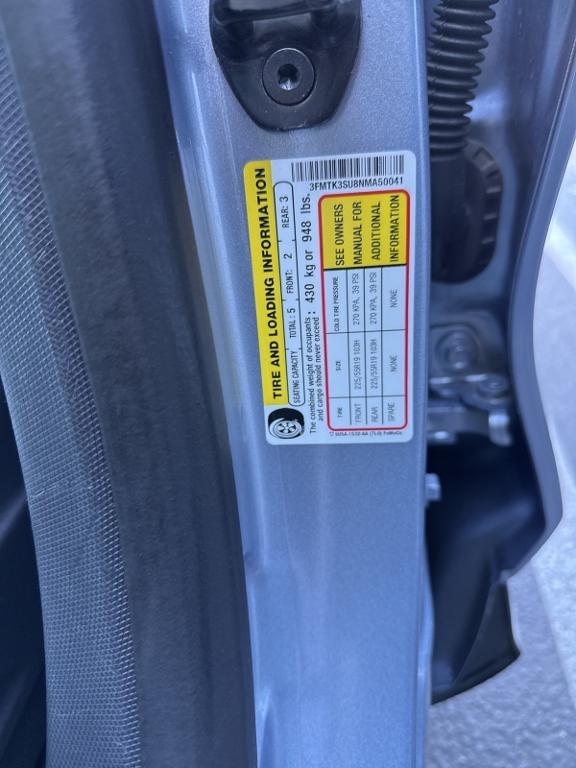 3FMTK3SU8NMA50041
TIRE AND LOADING INFORMATION
SEATING CAPACITY TOTAL: 5 FRONT: 2 REAR: 3
The combined weight of occupants : 430 kg or 948 lbs.
and cargo should never exceed
TIRE SIZE COLD TIRE PRESSURE SEE OWNERS
FRONT 225/55R19 103H 270 KPA, 39 PSI MANUAL FOR
REAR 225/55R19 103H 270 KPA, 39 PSI ADDITIONAL
SPARE NONE NONE INFORMATION